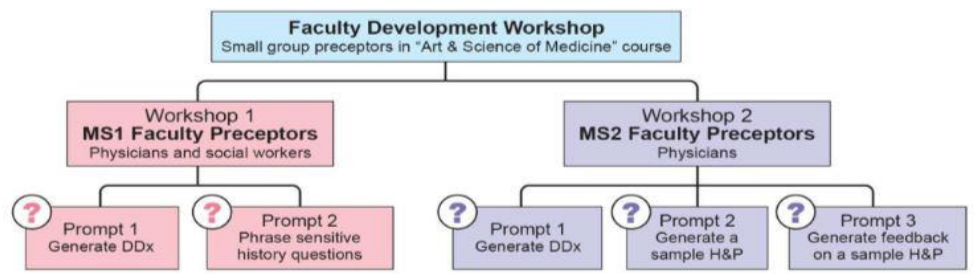 Faculty Development Workshop
Small group preceptors in "Art & Science of Medicine" course
Workshop 1
MS1 Faculty Preceptors
Physicians and social workers
Workshop 2
MS2 Faculty Preceptors
Physicians
?
Prompt 1
Generate DDx
?
Prompt 2
Phrase sensitive
history questions
?
Prompt 1
Generate DDx
?
Prompt 2
Generate a
sample H&P
?
Prompt 3
Generate feedback
on a sample H&P